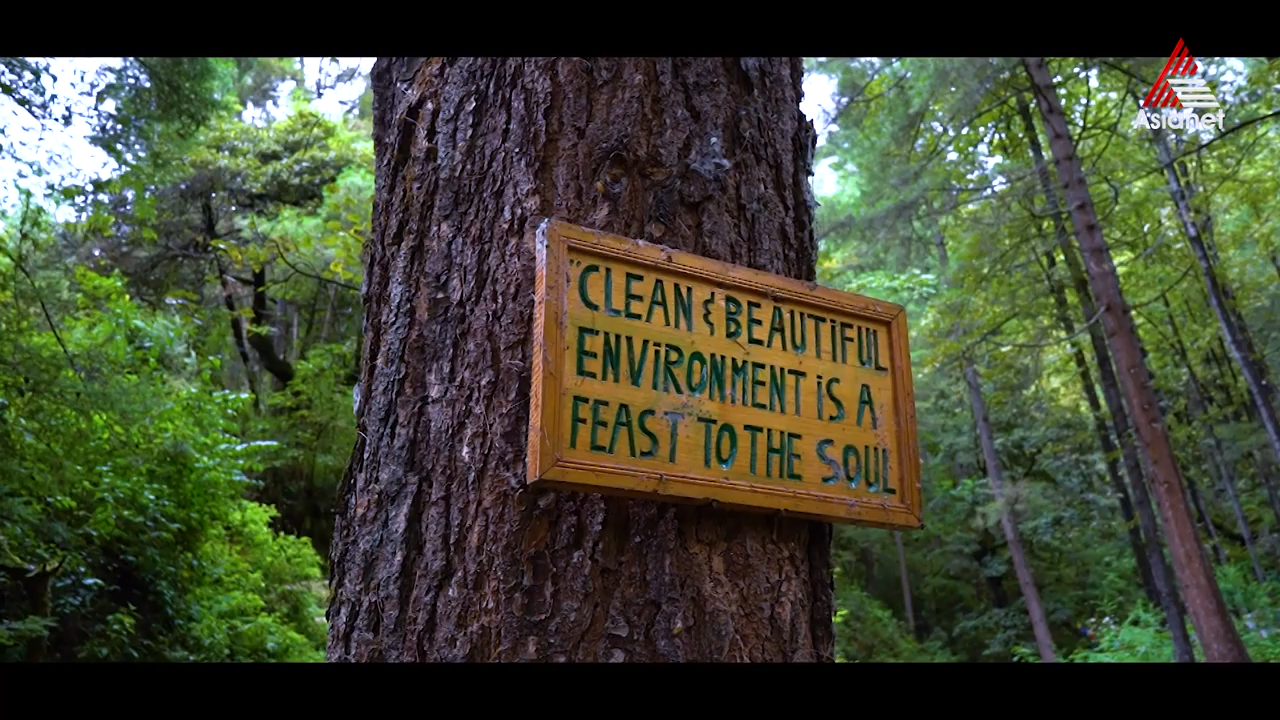 Asianet
"CLEAN & BEAUTiFUL
ENViRONMENT iS A
FEAST TO THE SOUL